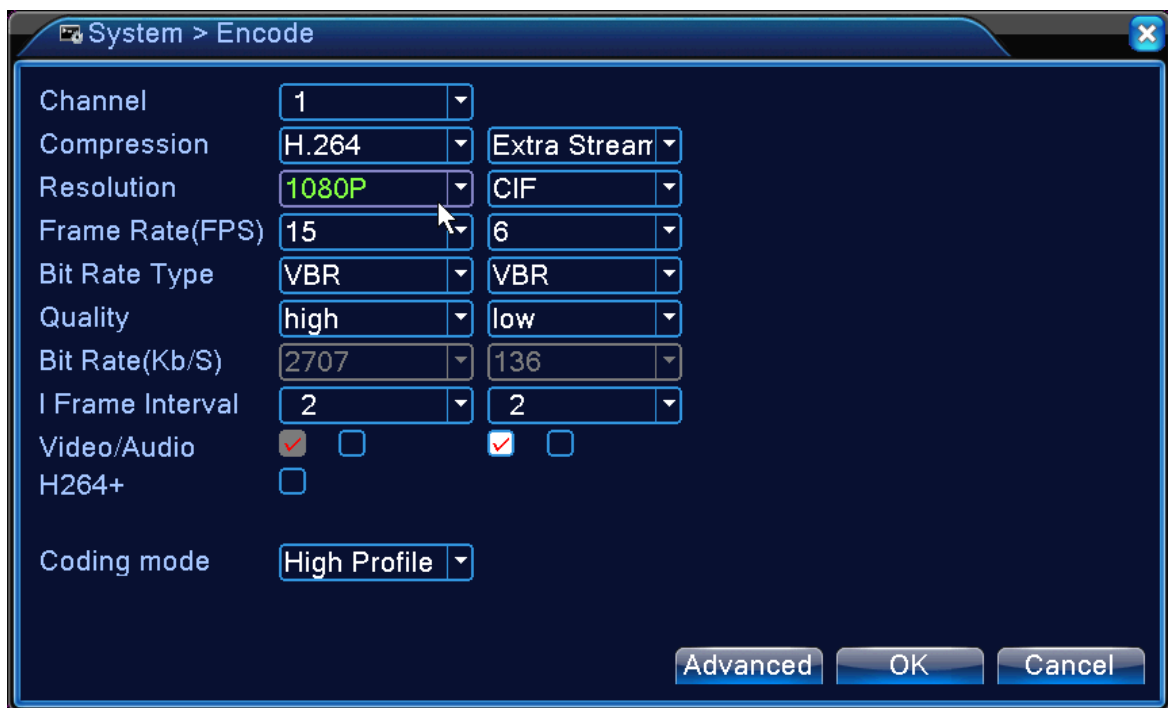 System > Encode
Channel 1
Compression H.264 Extra Stream
Resolution 1080P CIF
Frame Rate(FPS) 15 6
Bit Rate Type VBR VBR
Quality high low
Bit Rate(Kb/S) 2707 136
I Frame Interval 2 2
Video/Audio
H264+
Coding mode High Profile
Advanced OK Cancel